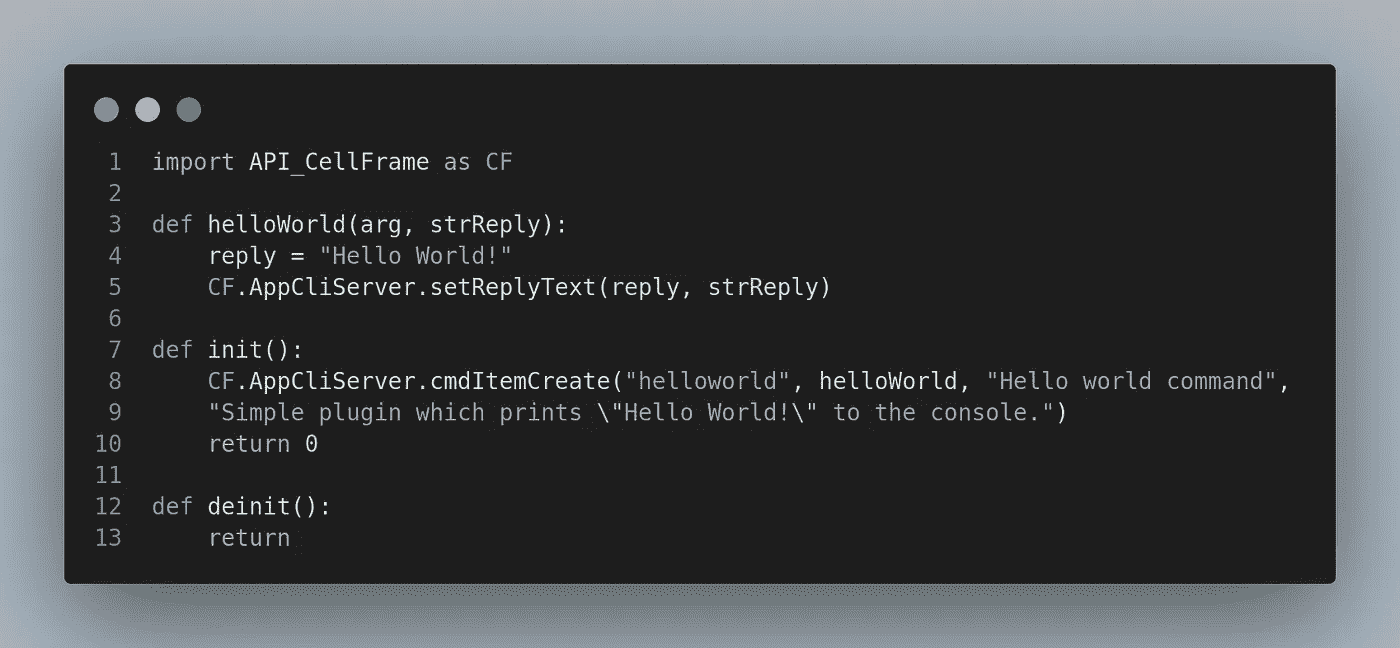 1 import API_CellFrame as CF
2
3 def helloWorld(arg, strReply):
4     reply = "Hello World!"
5     CF.AppCliServer.setReplyText(reply, strReply)
6
7 def init():
8     CF.AppCliServer.cmdItemCreate("helloworld", helloWorld, "Hello world command",
9     "Simple plugin which prints \"Hello World!\" to the console.")
10     return 0
11
12 def deinit():
13     return